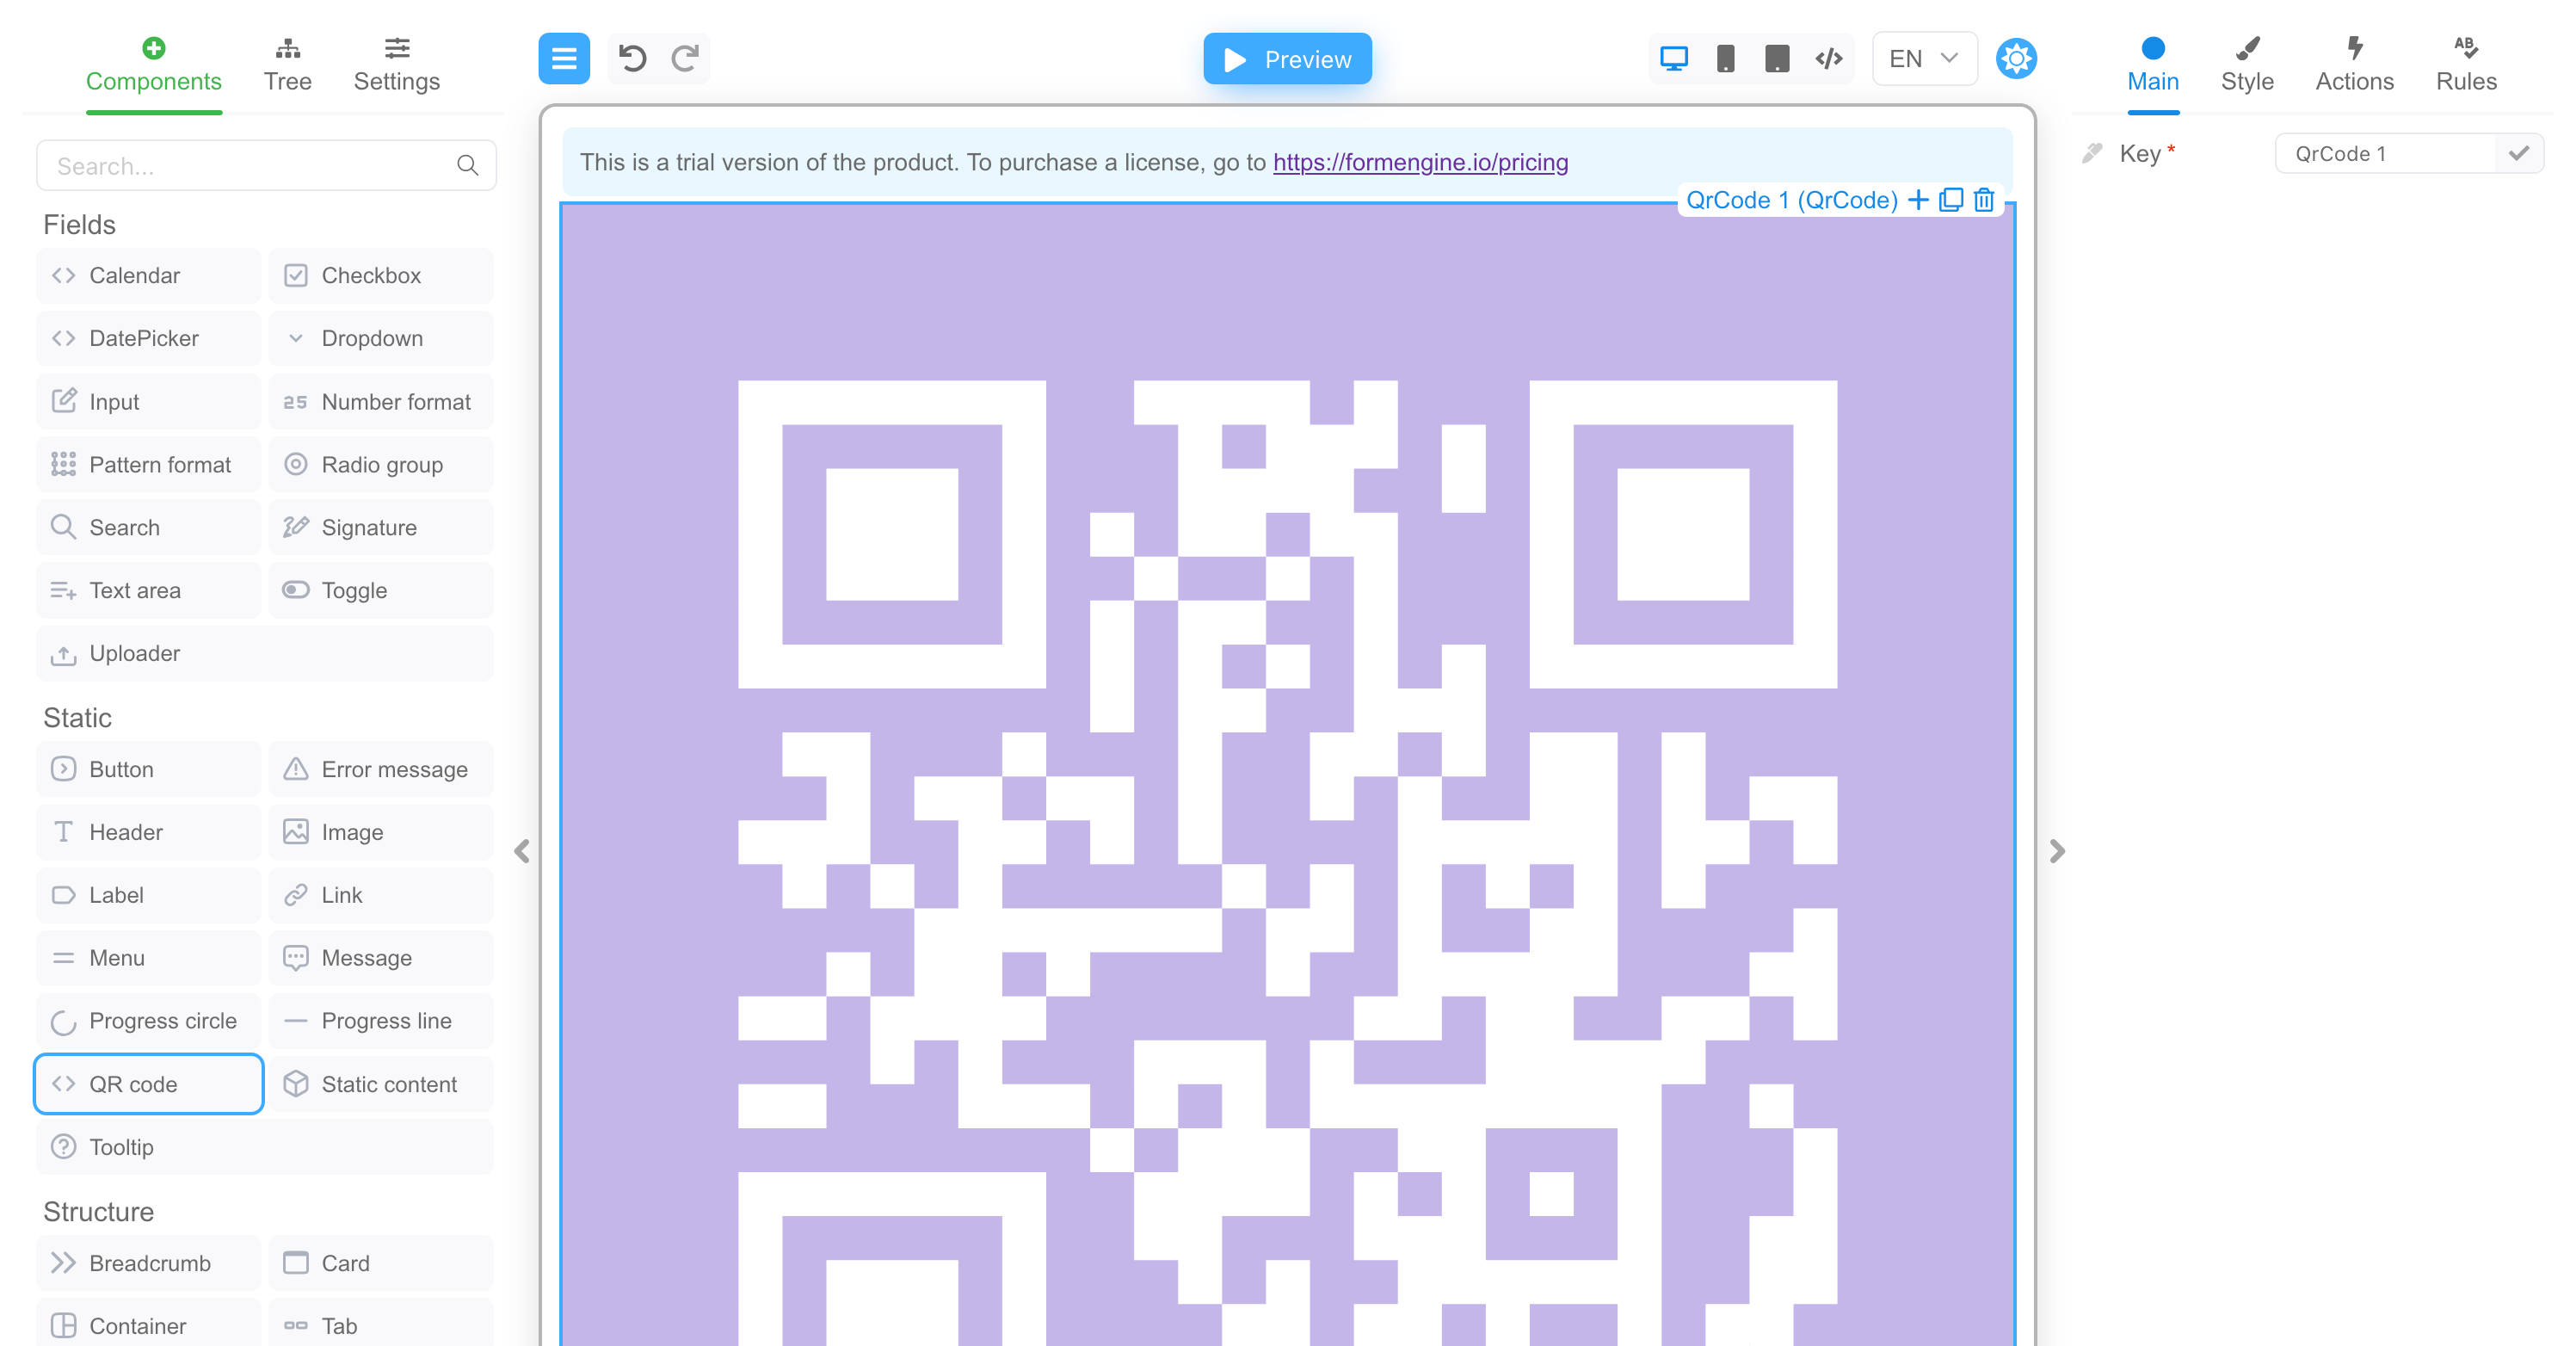 Components Tree Settings
Preview
EN
Main Style Actions Rules
Search...
This is a trial version of the product. To purchase a license, go to https://formengine.io/pricing
Key * QrCode 1
QrCode 1 (QrCode)
Fields
Calendar Checkbox
DatePicker Dropdown
Input 25 Number format
Pattern format Radio group
Search Signature
Text area Toggle
Uploader
Static
Button Error message
Header Image
Label Link
Menu Message
Progress circle Progress line
QR code Static content
Tooltip
Structure
Breadcrumb Card
Container Tab